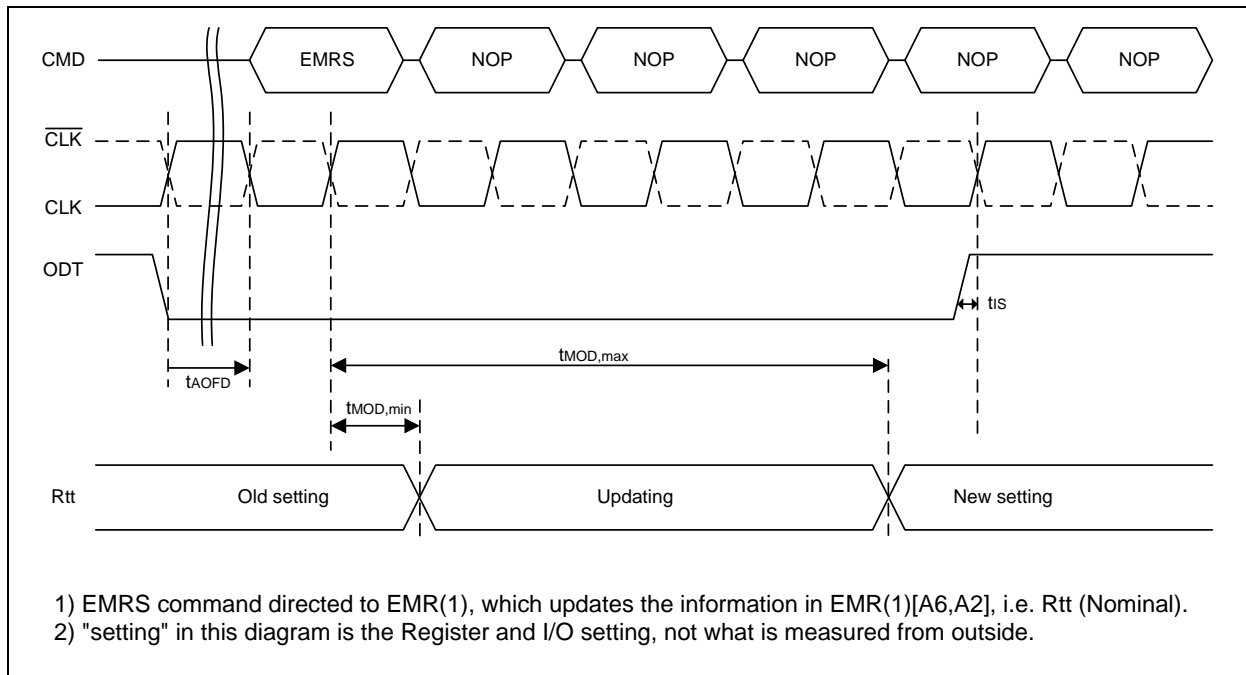 CMD EMRS NOP NOP NOP NOP NOP
CLK
CLK
ODT
tIS
tMOD,max
tAOFD
tMOD,min
Rtt Old setting Updating New setting
1) EMRS command directed to EMR(1), which updates the information in EMR(1)[A6,A2], i.e. Rtt (Nominal).
2) "setting" in this diagram is the Register and I/O setting, not what is measured from outside.